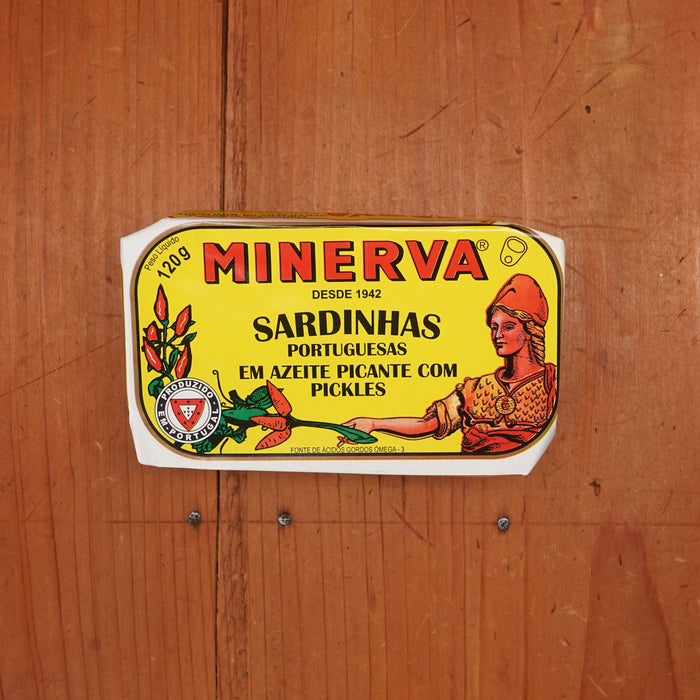 Peso Líquido
120g
MINERVA®
DESDE 1942
SARDINHAS
PORTUGUESAS
EM AZEITE PICANTE COM
PICKLES
PRODUZIDO
EM PORTUGAL
FONTE DE ÁCIDOS GORDOS ÓMEGA - 3